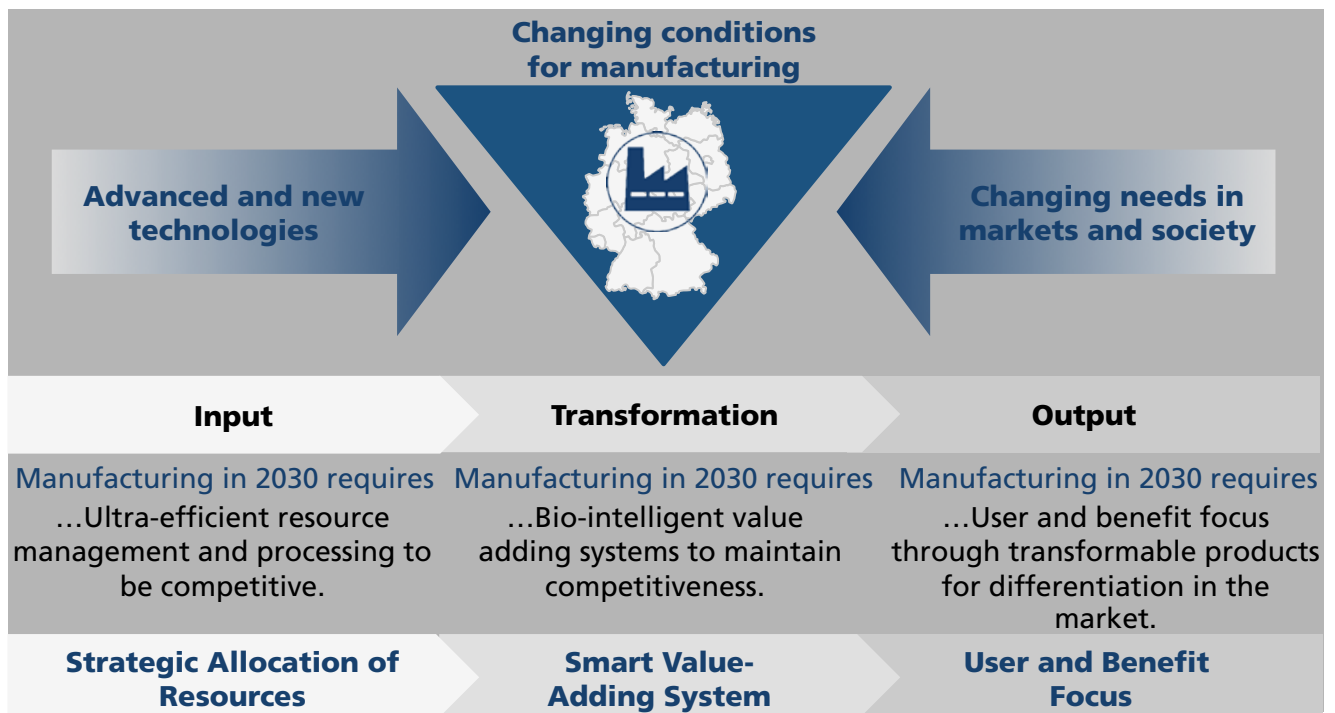 Changing conditions
for manufacturing
Advanced and new
technologies
Changing needs in
markets and society
Input
Transformation
Output
Manufacturing in 2030 requires
…Ultra-efficient resource
management and processing to
be competitive.
Manufacturing in 2030 requires
…Bio-intelligent value
adding systems to maintain
competitiveness.
Manufacturing in 2030 requires
…User and benefit focus
through transformable products
for differentiation in the
market.
Strategic Allocation of
Resources
Smart Value-
Adding System
User and Benefit
Focus